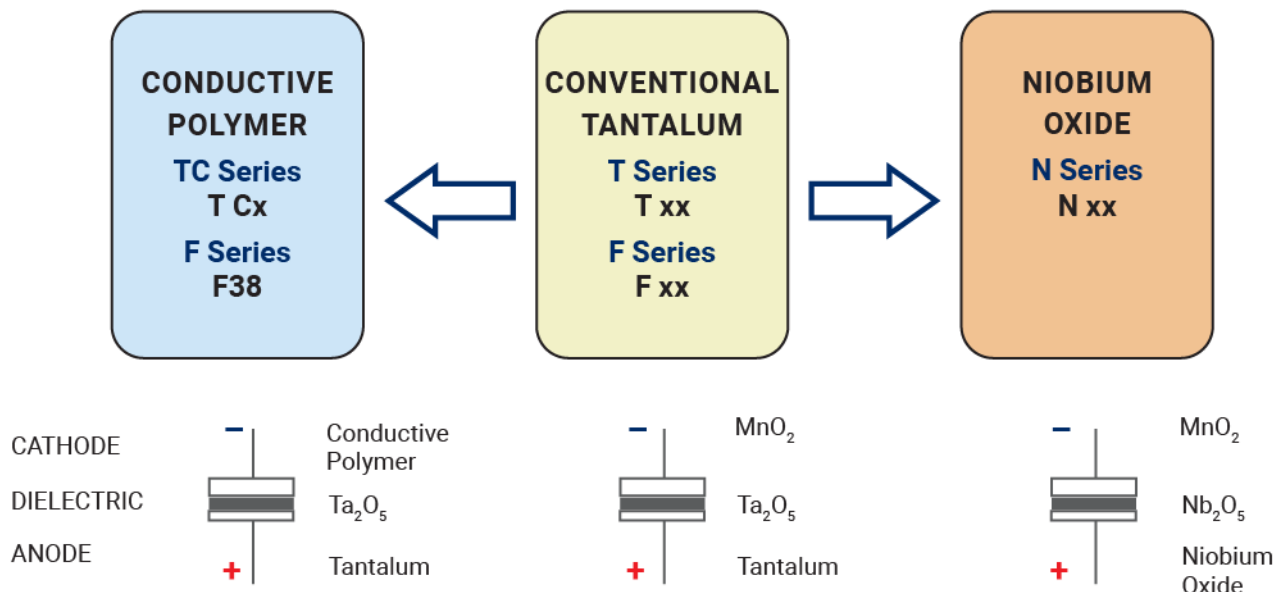 CONDUCTIVE
POLYMER
TC Series
T Cx
F Series
F38
CONVENTIONAL
TANTALUM
T Series
T xx
F Series
F xx
NIOBIUM
OXIDE
N Series
N xx
CATHODE
DIELECTRIC
ANODE
−
Conductive
Polymer
Ta₂O₅
+
Tantalum
−
MnO₂
Ta₂O₅
+
Tantalum
−
MnO₂
Nb₂O₅
+
Niobium
Oxide